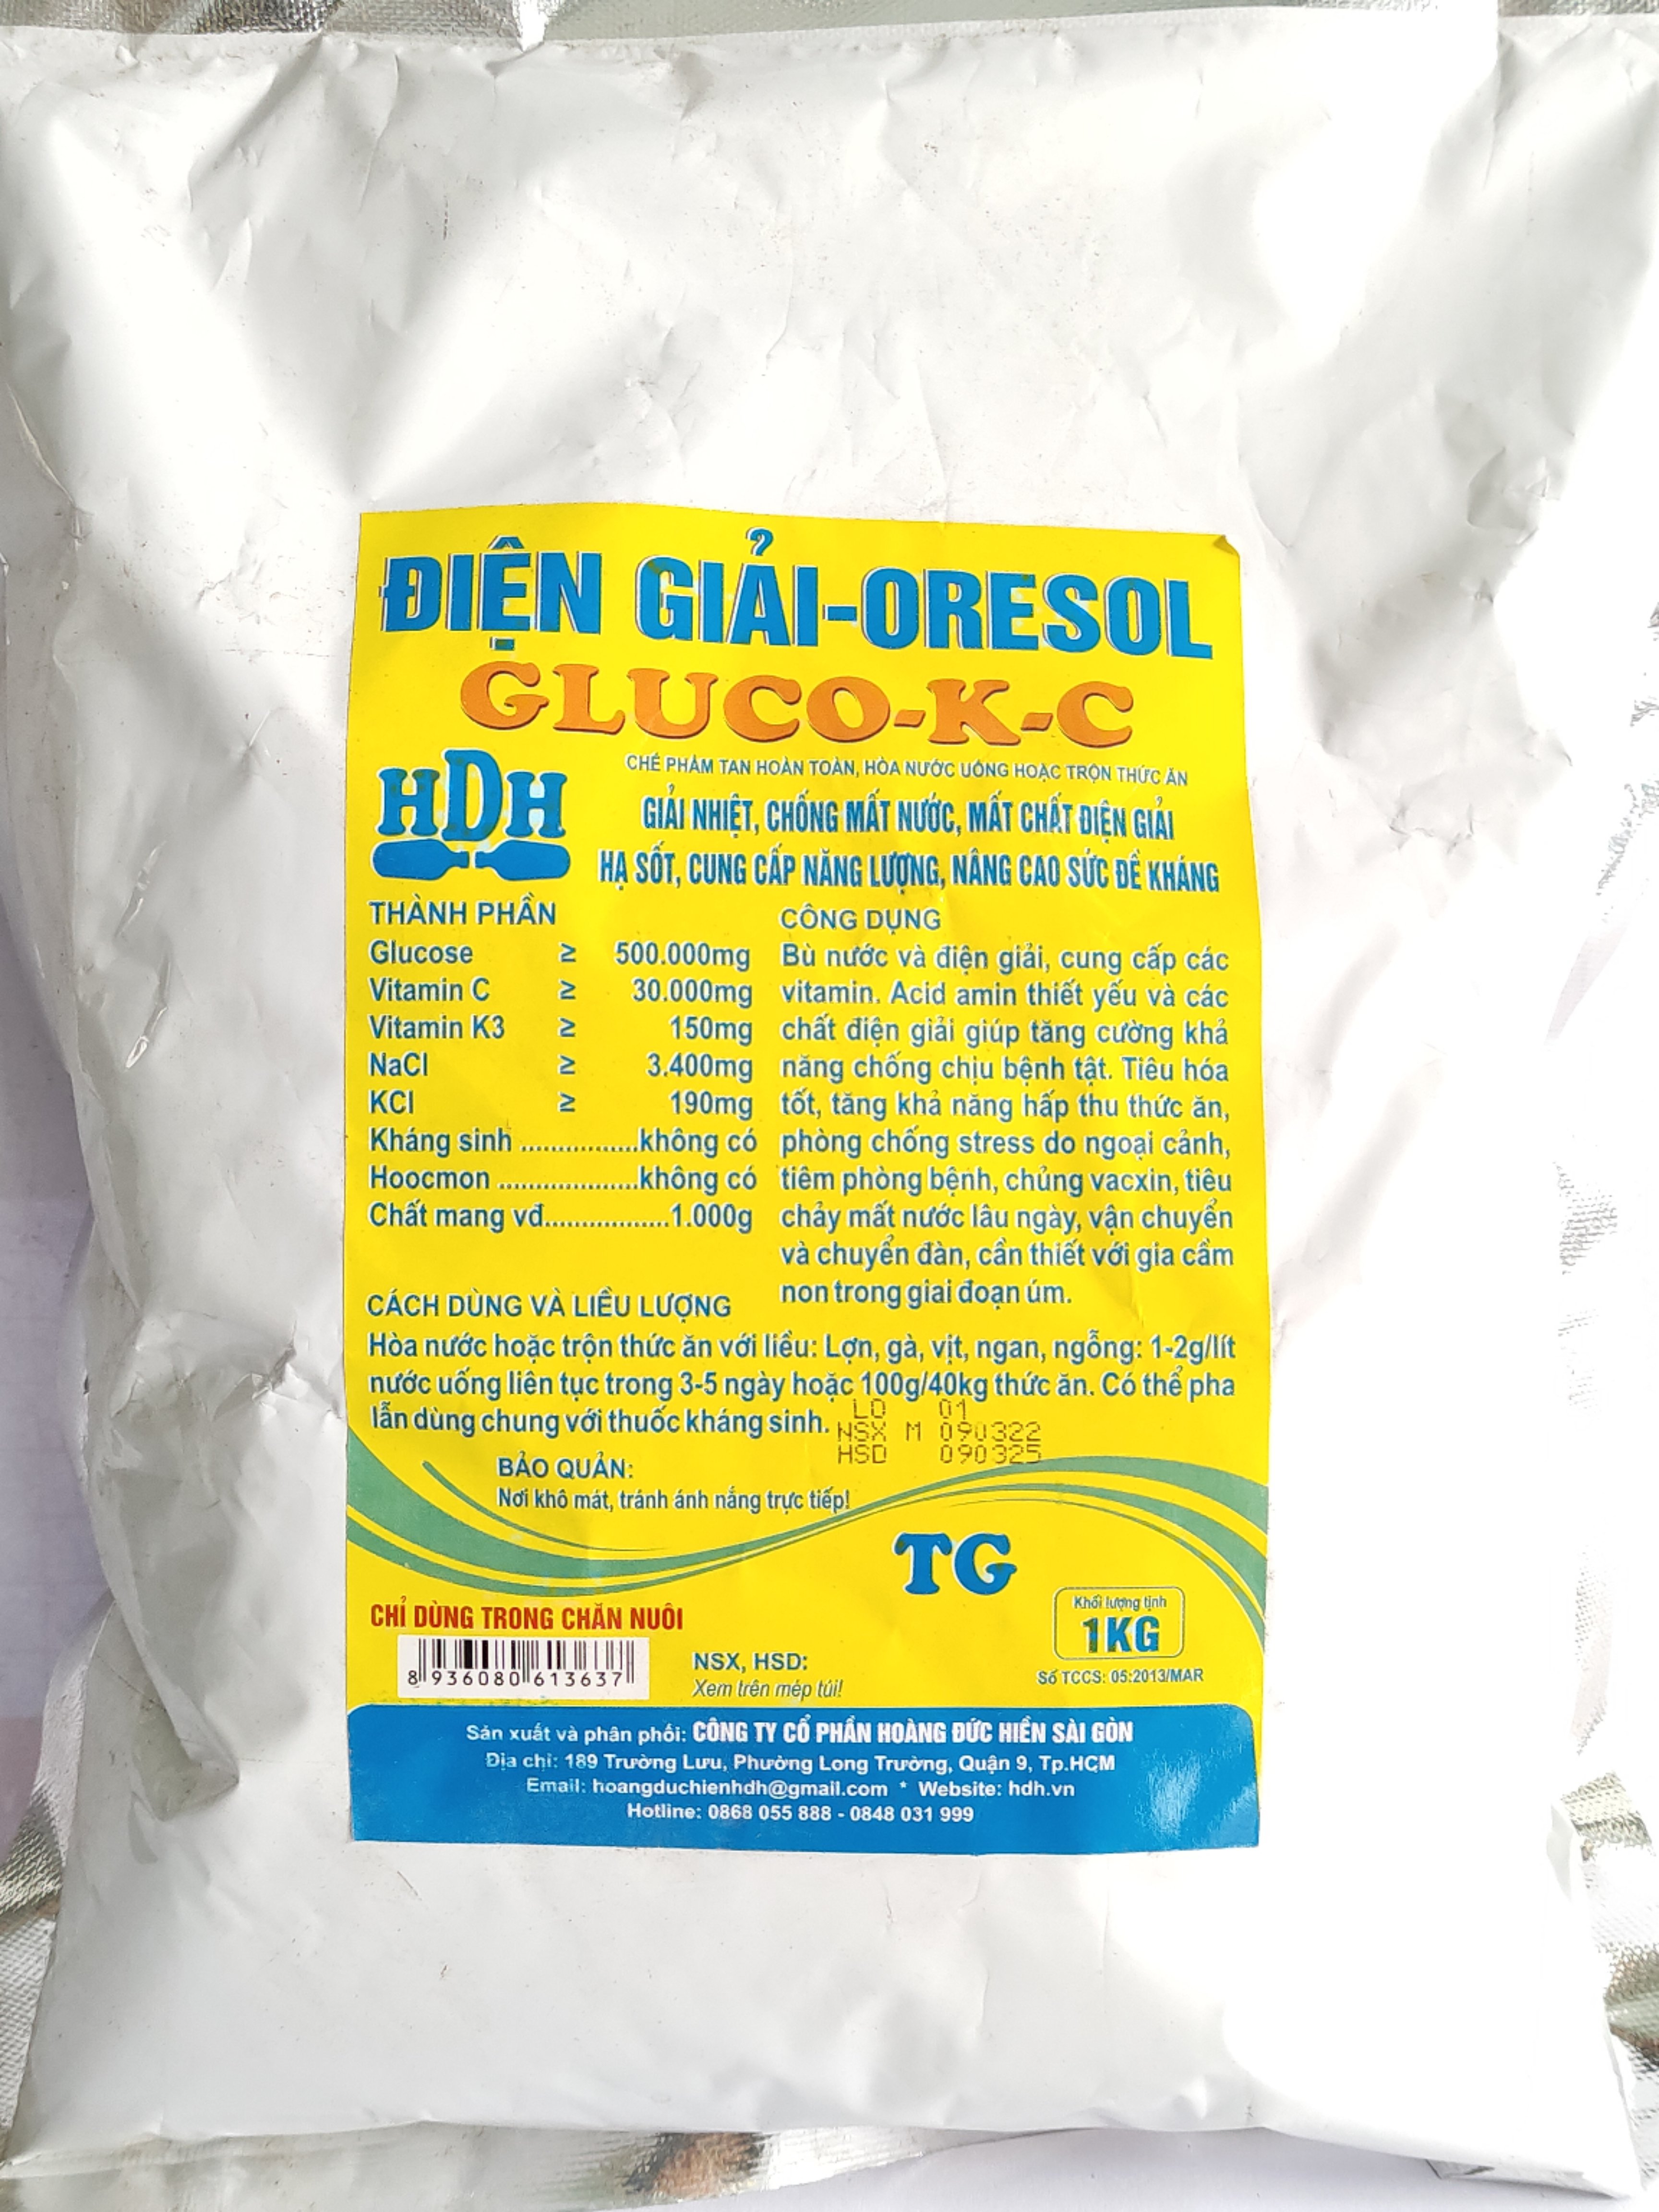 ĐIỆN GIẢI-ORESOL
GLUCO-K-C
HDH
CHẾ PHẨM TAN HOÀN TOÀN, HÒA NƯỚC UỐNG HOẶC TRỘN THỨC ĂN
GIẢI NHIỆT, CHỐNG MẤT NƯỚC, MẤT CHẤT ĐIỆN GIẢI
HẠ SỐT, CUNG CẤP NĂNG LƯỢNG, NÂNG CAO SỨC ĐỀ KHÁNG
THÀNH PHẦN
Glucose ≥ 500.000mg
Vitamin C ≥ 30.000mg
Vitamin K3 ≥ 150mg
NaCl ≥ 3.400mg
KCl ≥ 190mg
Kháng sinh .................không có
Hoocmon ....................không có
Chất mang vđ..................1.000g
CÔNG DỤNG
Bù nước và điện giải, cung cấp các
vitamin. Acid amin thiết yếu và các
chất điện giải giúp tăng cường khả
năng chống chịu bệnh tật. Tiêu hóa
tốt, tăng khả năng hấp thu thức ăn,
phòng chống stress do ngoại cảnh,
tiêm phòng bệnh, chủng vacxin, tiêu
chảy mất nước lâu ngày, vận chuyển
và chuyển đàn, cần thiết với gia cầm
non trong giai đoạn úm.
CÁCH DÙNG VÀ LIỀU LƯỢNG
Hòa nước hoặc trộn thức ăn với liều: Lợn, gà, vịt, ngan, ngỗng: 1-2g/lít
nước uống liên tục trong 3-5 ngày hoặc 100g/40kg thức ăn. Có thể pha
lẫn dùng chung với thuốc kháng sinh.
LO 01
NSX M 090322
HSD 090325
BẢO QUẢN:
Nơi khô mát, tránh ánh nắng trực tiếp!
TG
CHỈ DÙNG TRONG CHĂN NUÔI
8 936080 613637
NSX, HSD:
Xem trên mép túi!
Khối lượng tịnh
1KG
Số TCCS: 05:2013/MAR
Sản xuất và phân phối: CÔNG TY CỔ PHẦN HOÀNG ĐỨC HIỀN SÀI GÒN
Địa chỉ: 189 Trường Lưu, Phường Long Trường, Quận 9, Tp.HCM
Email: hoangduchienhdh@gmail.com * Website: hdh.vn
Hotline: 0868 055 888 - 0848 031 999